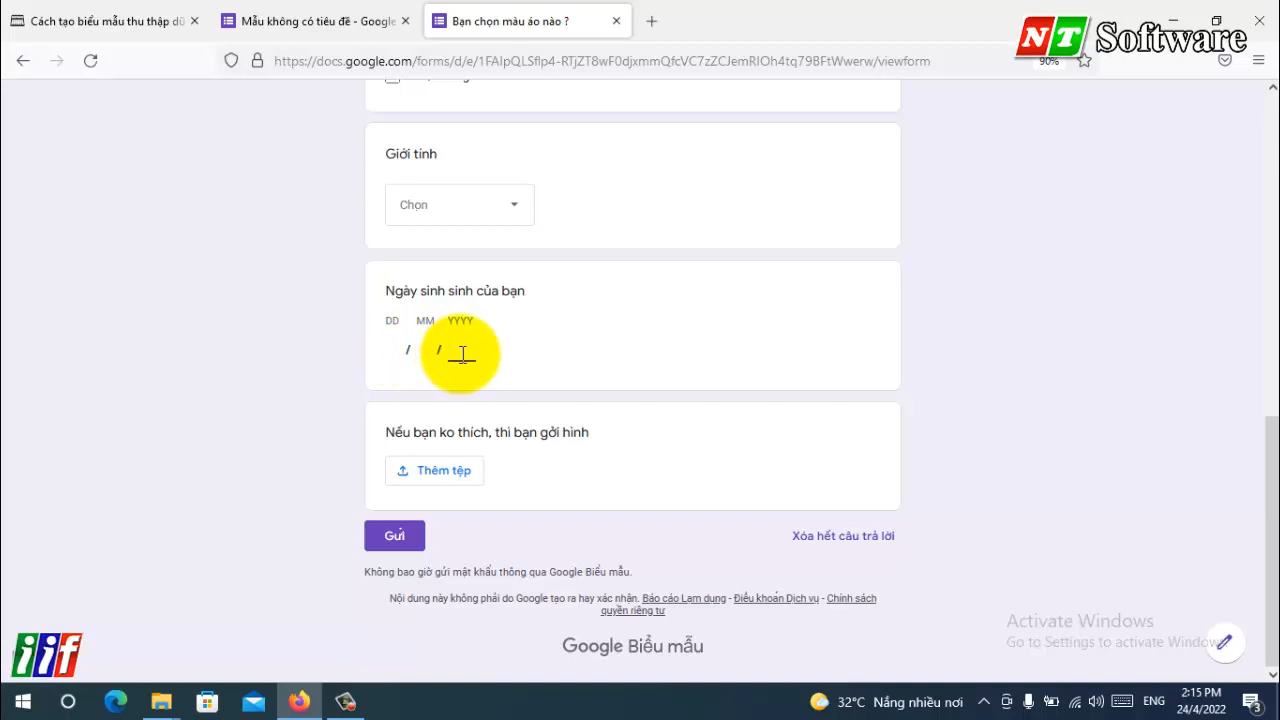 Cách tạo biểu mẫu thu thập dữ
Mẫu không có tiêu đề - Google
Bạn chọn màu áo nào ?
NT Software
https://docs.google.com/forms/d/e/1FAIpQLSflp4-RTjZT6wF0djcmmQfcVC7zZCJemRIOh4tq79BFtWwerw/viewform
90%
Giới tính
Chọn
Ngày sinh sinh của bạn
DD MM YYYY
/ /
Nếu bạn ko thích, thì bạn gởi hình
Thêm tệp
Gửi
Xóa hết câu trả lời
Không bao giờ gửi mật khẩu thông qua Google Biểu mẫu.
Nội dung này không phải do Google tạo ra hay xác nhận. Báo cáo Lạm dụng - Điều khoản Dịch vụ - Chính sách
quyền riêng tư
Google Biểu mẫu
Activate Windows
Go to Settings to activate Windows
iif
32°C Nắng nhiều nơi
ENG
2:15 PM
24/4/2022
3